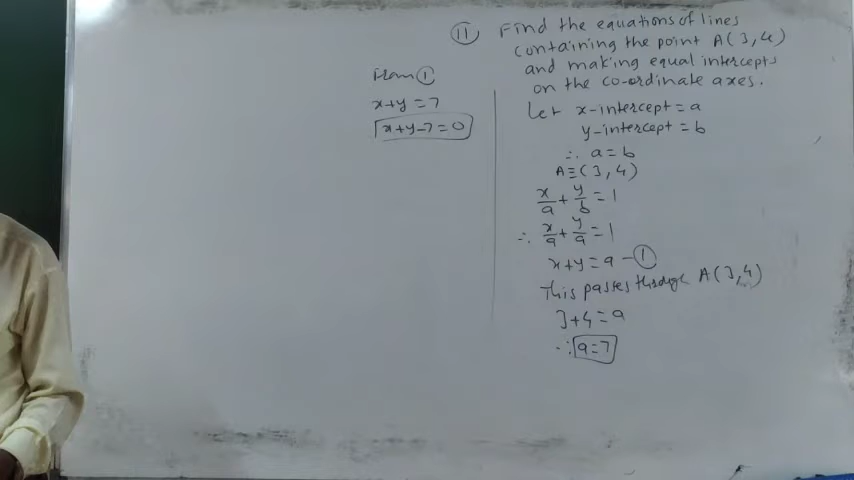 11 Find the equations of lines
containing the point A(3,4)
and making equal intercepts
on the co-ordinate axes.
Let x-intercept = a
y-intercept = b
∴ a = b
A≡(3,4)
x/a + y/b = 1
∴ x/a + y/a = 1
x+y = a - ①
This passes through A(3,4)
3+4 = a
∴ a=7
From ①
x+y = 7
x+y-7=0